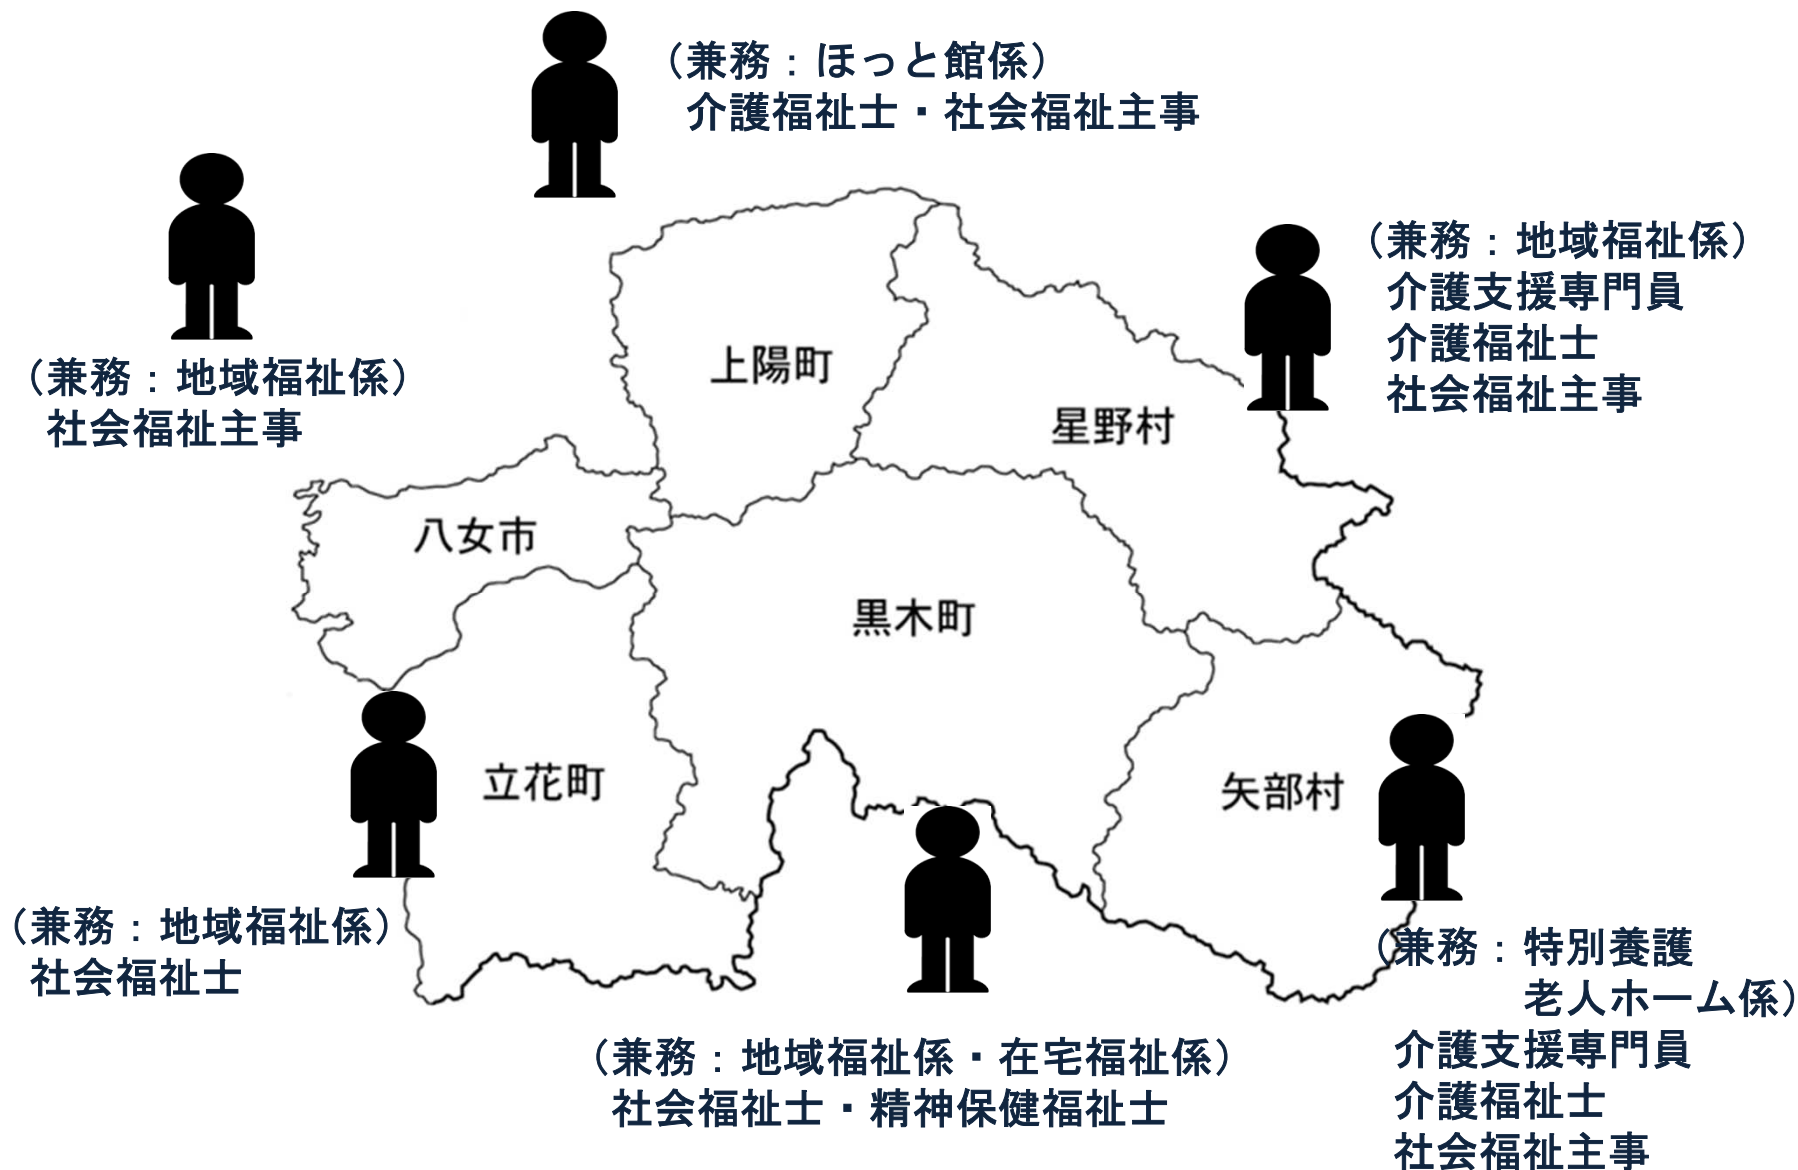 （兼務：ほっと館係）
介護福祉士・社会福祉主事
（兼務：地域福祉係）
介護支援専門員
介護福祉士
社会福祉主事
（兼務：地域福祉係）
社会福祉主事
上陽町
星野村
八女市
黒木町
立花町
矢部村
（兼務：地域福祉係）
社会福祉士
（兼務：地域福祉係・在宅福祉係）
社会福祉士・精神保健福祉士
（兼務：特別養護
老人ホーム係）
介護支援専門員
介護福祉士
社会福祉主事